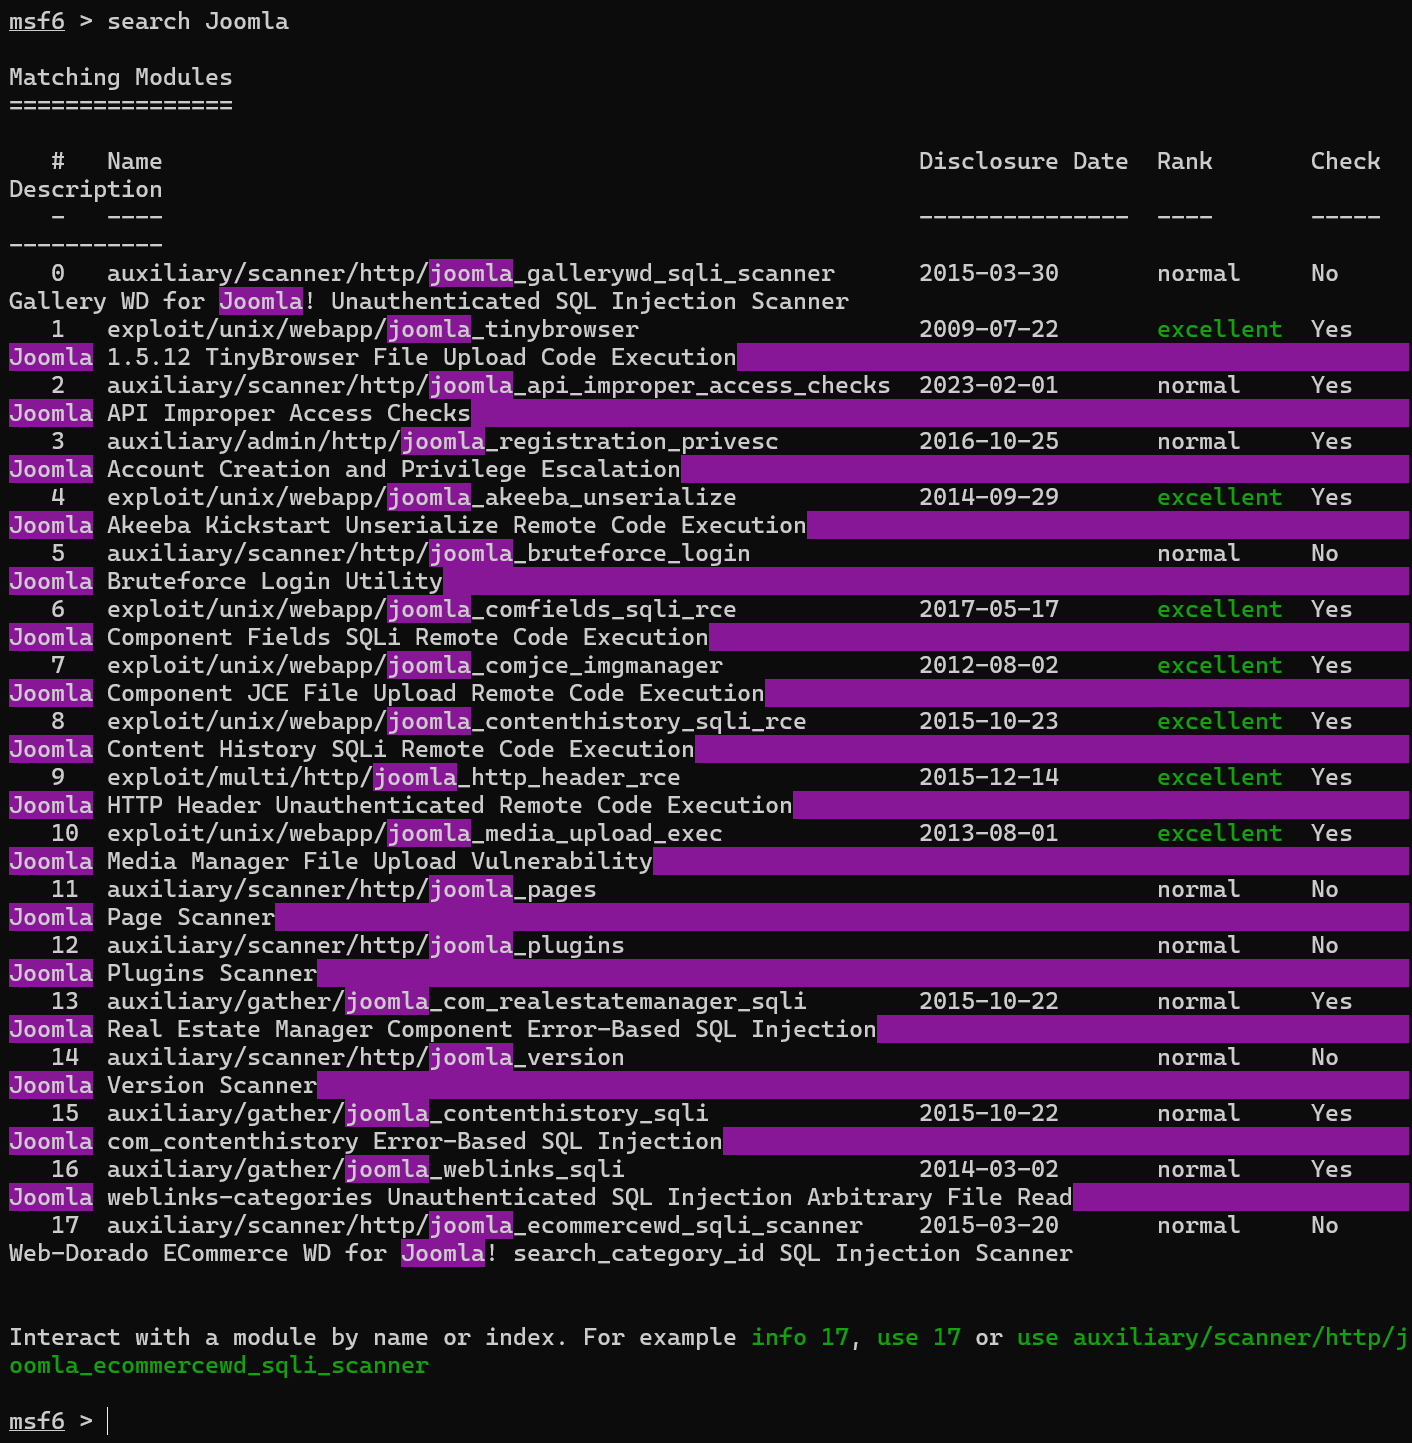 msf6 > search Joomla
Matching Modules
================
   #   Name                                                      Disclosure Date  Rank       Check
Description
   -   ----                                                      ---------------  ----       -----
-----------
   0   auxiliary/scanner/http/joomla_gallerywd_sqli_scanner      2015-03-30       normal     No
Gallery WD for Joomla! Unauthenticated SQL Injection Scanner
   1   exploit/unix/webapp/joomla_tinybrowser                    2009-07-22       excellent  Yes
Joomla 1.5.12 TinyBrowser File Upload Code Execution
   2   auxiliary/scanner/http/joomla_api_improper_access_checks  2023-02-01       normal     Yes
Joomla API Improper Access Checks
   3   auxiliary/admin/http/joomla_registration_privesc          2016-10-25       normal     Yes
Joomla Account Creation and Privilege Escalation
   4   exploit/unix/webapp/joomla_akeeba_unserialize             2014-09-29       excellent  Yes
Joomla Akeeba Kickstart Unserialize Remote Code Execution
   5   auxiliary/scanner/http/joomla_bruteforce_login                             normal     No
Joomla Bruteforce Login Utility
   6   exploit/unix/webapp/joomla_comfields_sqli_rce             2017-05-17       excellent  Yes
Joomla Component Fields SQLi Remote Code Execution
   7   exploit/unix/webapp/joomla_comjce_imgmanager              2012-08-02       excellent  Yes
Joomla Component JCE File Upload Remote Code Execution
   8   exploit/unix/webapp/joomla_contenthistory_sqli_rce        2015-10-23       excellent  Yes
Joomla Content History SQLi Remote Code Execution
   9   exploit/multi/http/joomla_http_header_rce                 2015-12-14       excellent  Yes
Joomla HTTP Header Unauthenticated Remote Code Execution
   10  exploit/unix/webapp/joomla_media_upload_exec              2013-08-01       excellent  Yes
Joomla Media Manager File Upload Vulnerability
   11  auxiliary/scanner/http/joomla_pages                                        normal     No
Joomla Page Scanner
   12  auxiliary/scanner/http/joomla_plugins                                      normal     No
Joomla Plugins Scanner
   13  auxiliary/gather/joomla_com_realestatemanager_sqli        2015-10-22       normal     Yes
Joomla Real Estate Manager Component Error-Based SQL Injection
   14  auxiliary/scanner/http/joomla_version                                      normal     No
Joomla Version Scanner
   15  auxiliary/gather/joomla_contenthistory_sqli               2015-10-22       normal     Yes
Joomla com_contenthistory Error-Based SQL Injection
   16  auxiliary/gather/joomla_weblinks_sqli                     2014-03-02       normal     Yes
Joomla weblinks-categories Unauthenticated SQL Injection Arbitrary File Read
   17  auxiliary/scanner/http/joomla_ecommercewd_sqli_scanner    2015-03-20       normal     No
Web-Dorado ECommerce WD for Joomla! search_category_id SQL Injection Scanner
Interact with a module by name or index. For example info 17, use 17 or use auxiliary/scanner/http/j
oomla_ecommercewd_sqli_scanner
msf6 >